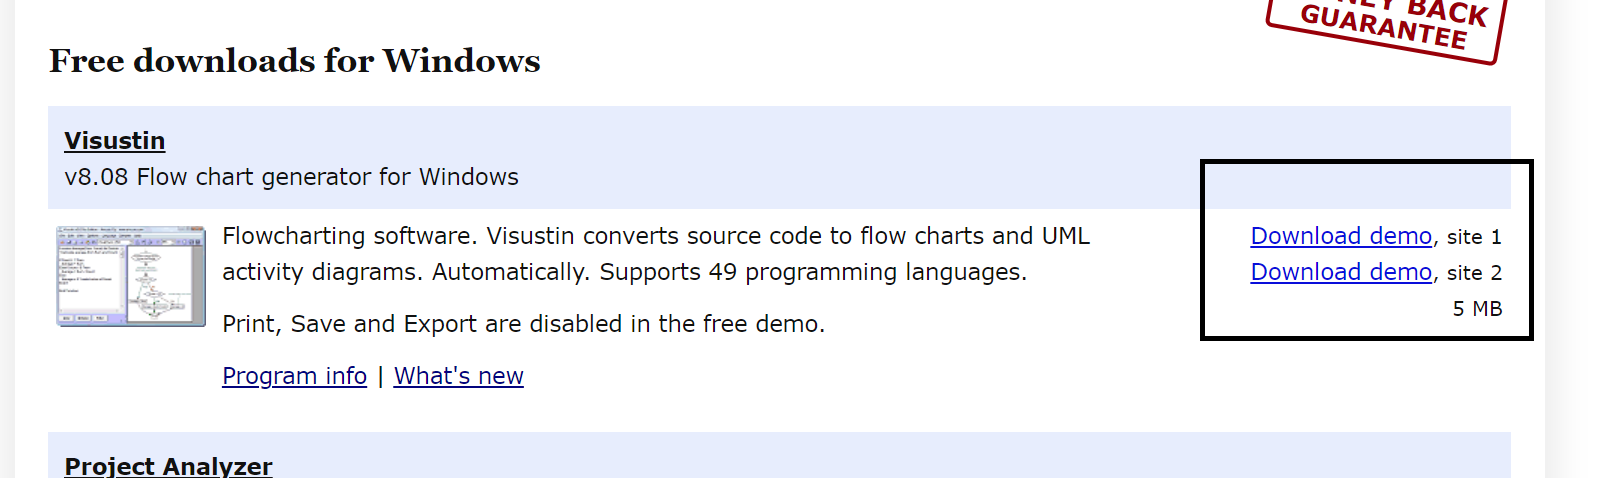 BACK
GUARANTEE
Free downloads for Windows
Visustin
v8.08 Flow chart generator for Windows
Flowcharting software. Visustin converts source code to flow charts and UML
activity diagrams. Automatically. Supports 49 programming languages.
Print, Save and Export are disabled in the free demo.
Program info | What's new
Download demo, site 1
Download demo, site 2
5 MB
Project Analyzer